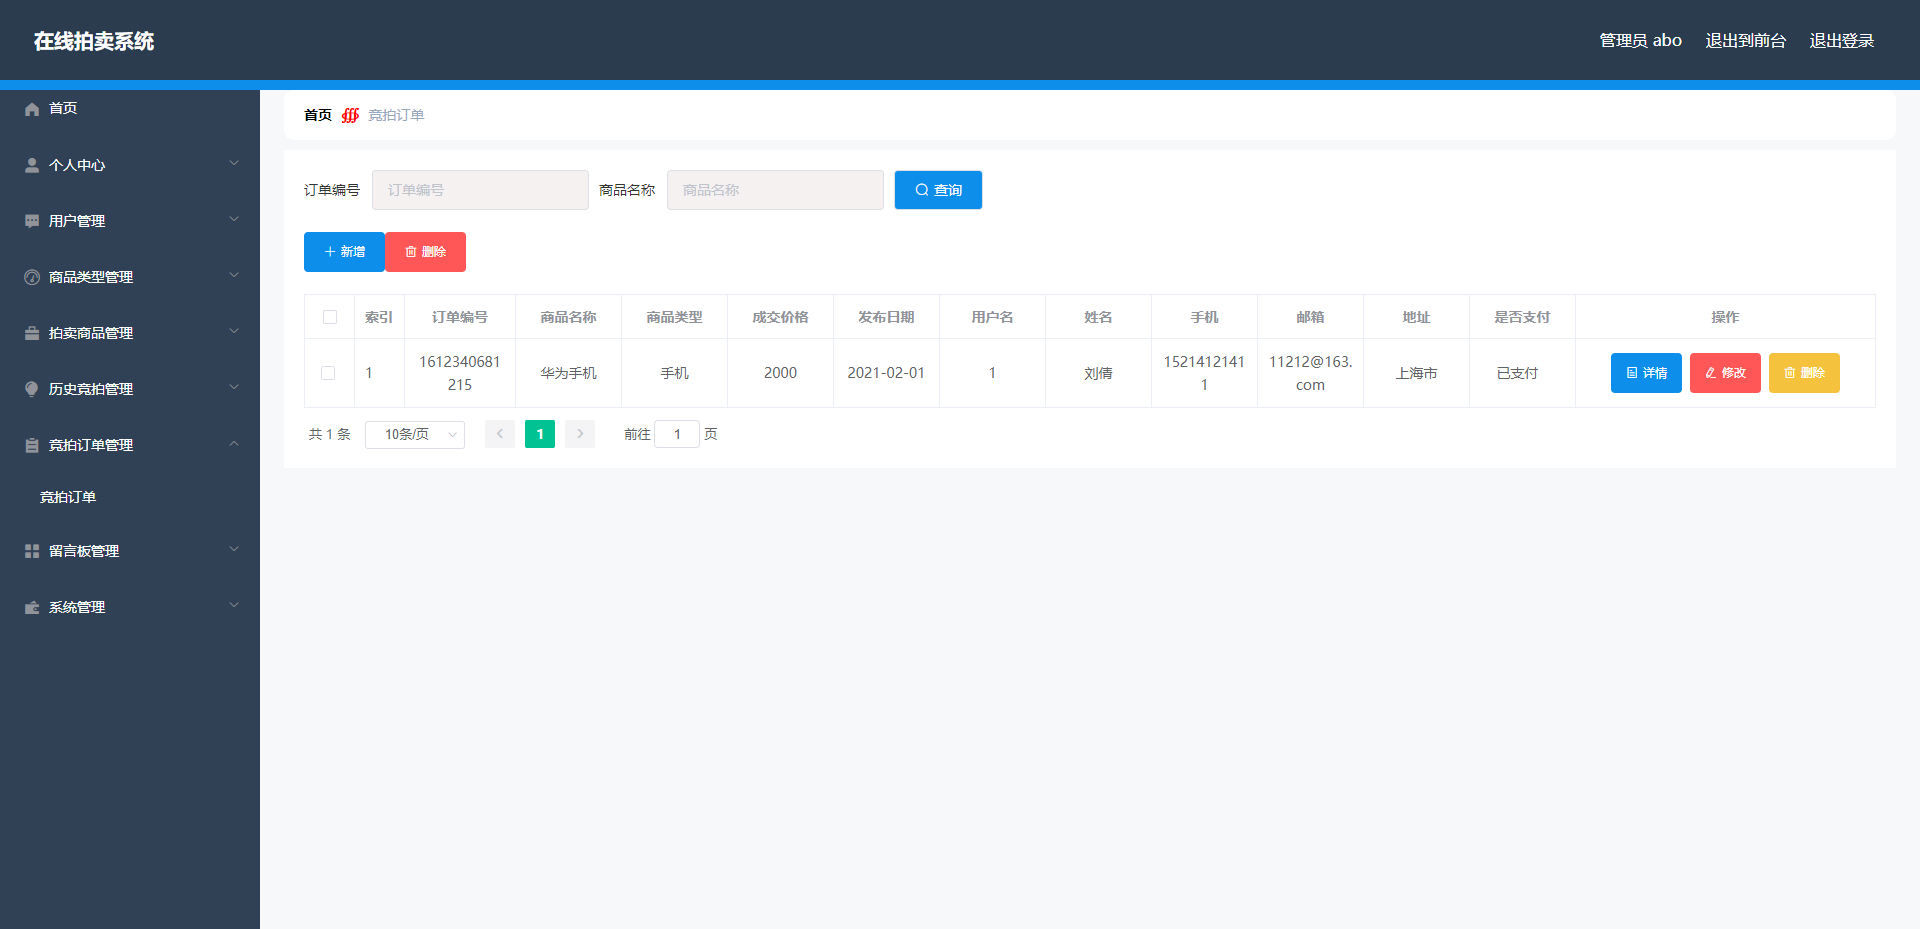 在线拍卖系统
管理员 abo 退出到前台 退出登录
首页
个人中心
用户管理
商品类型管理
拍卖商品管理
历史竞拍管理
竞拍订单管理
竞拍订单
留言板管理
系统管理
首页 竞拍订单
订单编号 订单编号 商品名称 商品名称 查询
新增 删除
索引 订单编号 商品名称 商品类型 成交价格 发布日期 用户名 姓名 手机 邮箱 地址 是否支付 操作
1 1612340681215 华为手机 手机 2000 2021-02-01 1 刘倩 15214121411 11212@163.com 上海市 已支付 详情 修改 删除
共 1 条 10条/页 1 前往 1 页